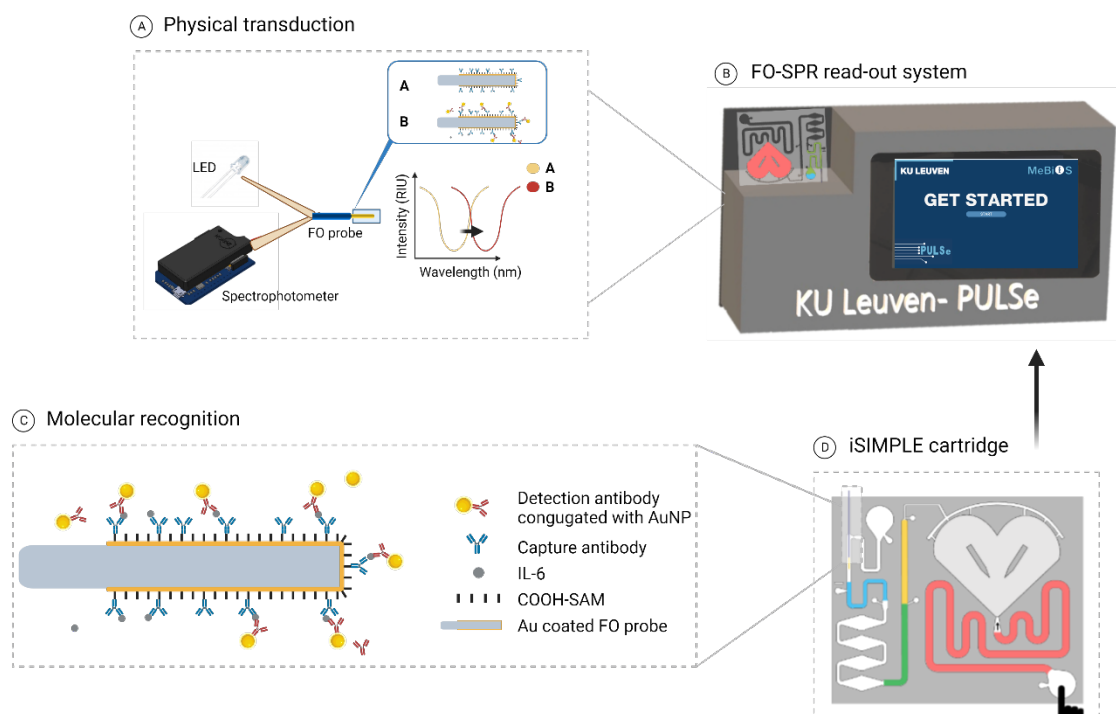 A Physical transduction
A
B
LED
FO probe
Spectrophotometer
A
B
Intensity (RIU)
Wavelength (nm)
B FO-SPR read-out system
KU LEUVEN
MeBiOS
GET STARTED
START
PULSe
KU Leuven- PULSe
C Molecular recognition
Detection antibody
congugated with AuNP
Capture antibody
IL-6
COOH-SAM
Au coated FO probe
D iSIMPLE cartridge